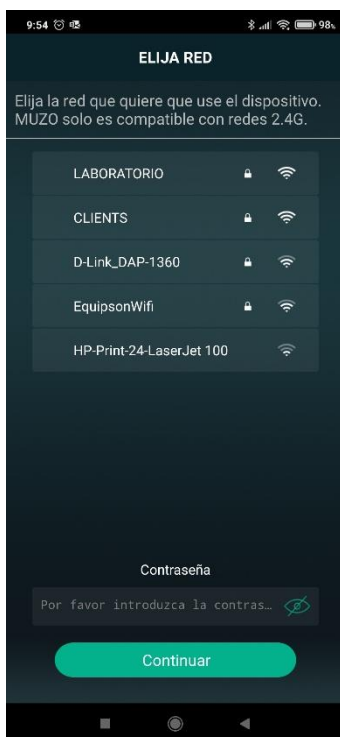 9:54 98%
ELIJA RED
Elija la red que quiere que use el dispositivo.
MUZO solo es compatible con redes 2.4G.
LABORATORIO
CLIENTS
D-Link_DAP-1360
EquipsonWifi
HP-Print-24-LaserJet 100
Contraseña
Por favor introduzca la contras…
Continuar